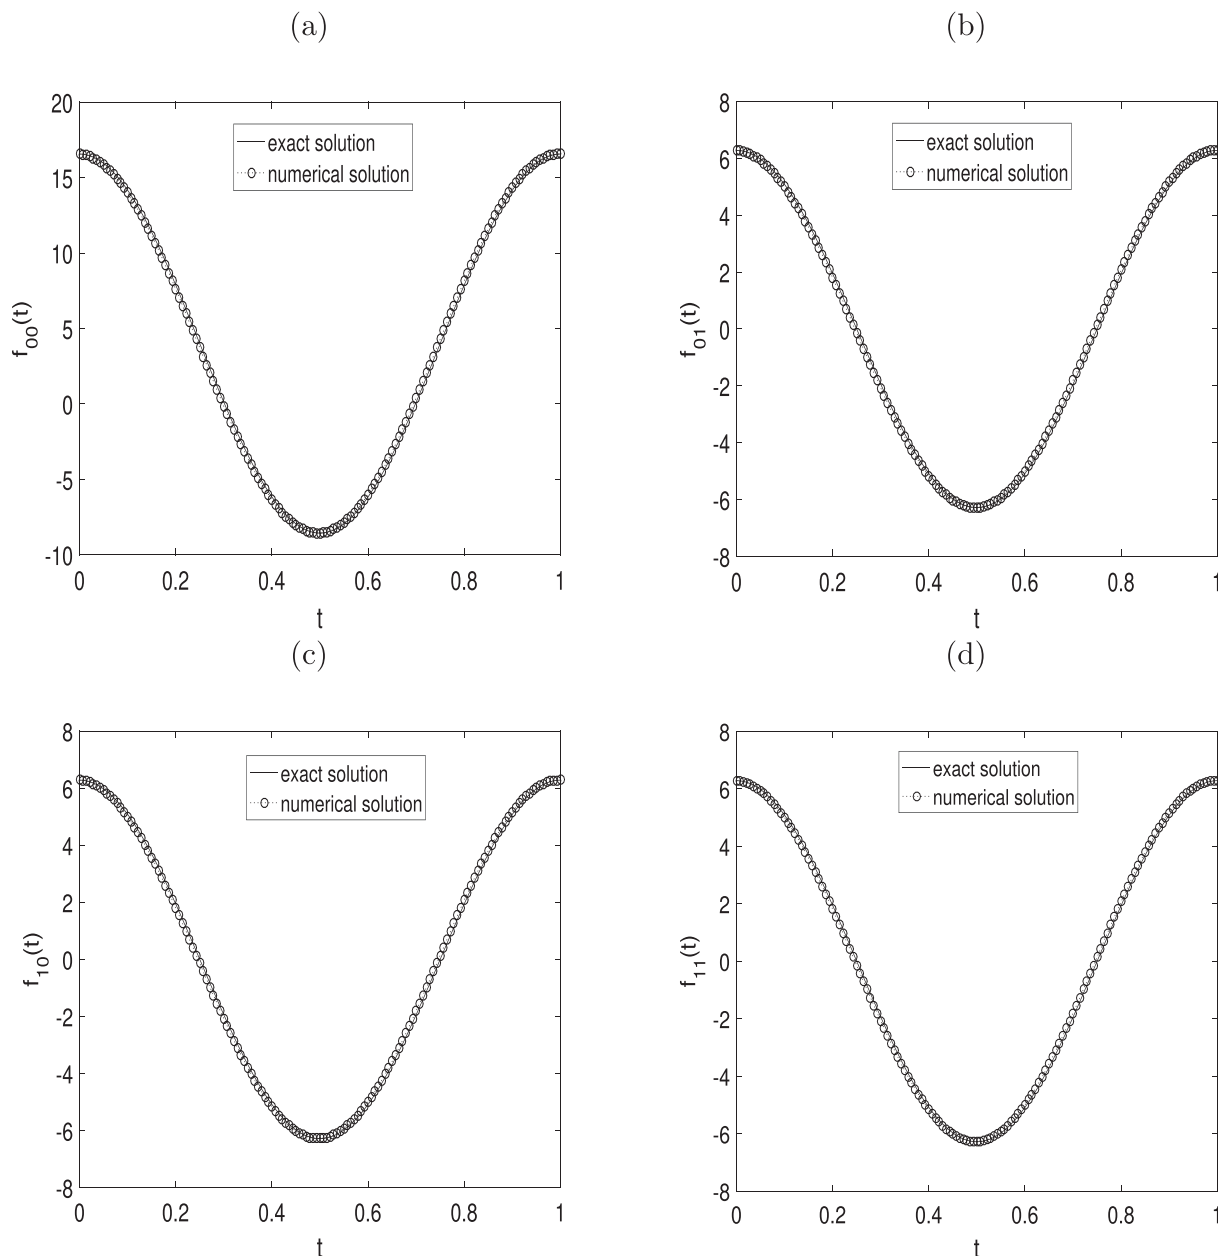 (a)
20
15
10
5
0
-5
-10
f00(t)
exact solution
numerical solution
0 0.2 0.4 0.6 0.8 1
t
(b)
8
6
4
2
0
-2
-4
-6
-8
f01(t)
exact solution
numerical solution
0 0.2 0.4 0.6 0.8 1
t
(c)
8
6
4
2
0
-2
-4
-6
-8
f10(t)
exact solution
numerical solution
0 0.2 0.4 0.6 0.8 1
t
(d)
8
6
4
2
0
-2
-4
-6
-8
f11(t)
exact solution
numerical solution
0 0.2 0.4 0.6 0.8 1
t